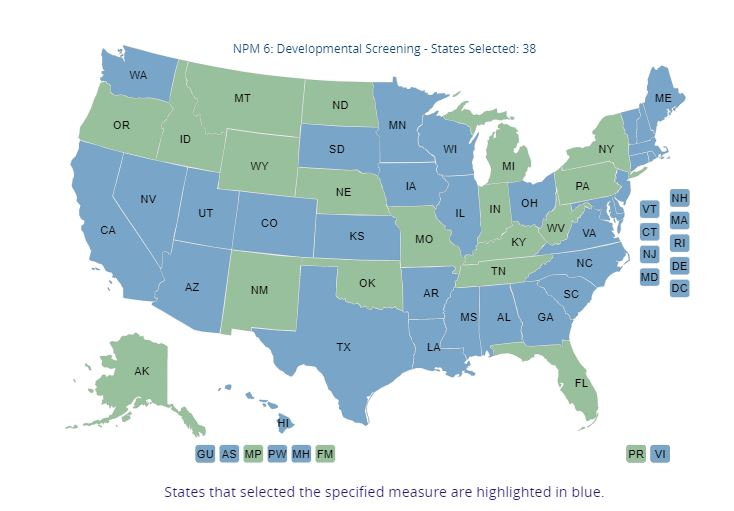 NPM 6: Developmental Screening - States Selected: 38
WA
ME
MT
ND
MN
OR
ID
NY
WI
SD
MI
WY
PA
IA
NE
NH
NV
OH
IN
IL
VT
UT
MA
CO
WV
CA
VA
CT
KS
KY
MO
RI
NJ
NC
DE
TN
MD
OK
AZ
NM
DC
AR
SC
MS
AL
GA
TX
LA
AK
FL
HI
GU
AS
MP
PW
MH
FM
PR
VI
States that selected the specified measure are highlighted in blue.